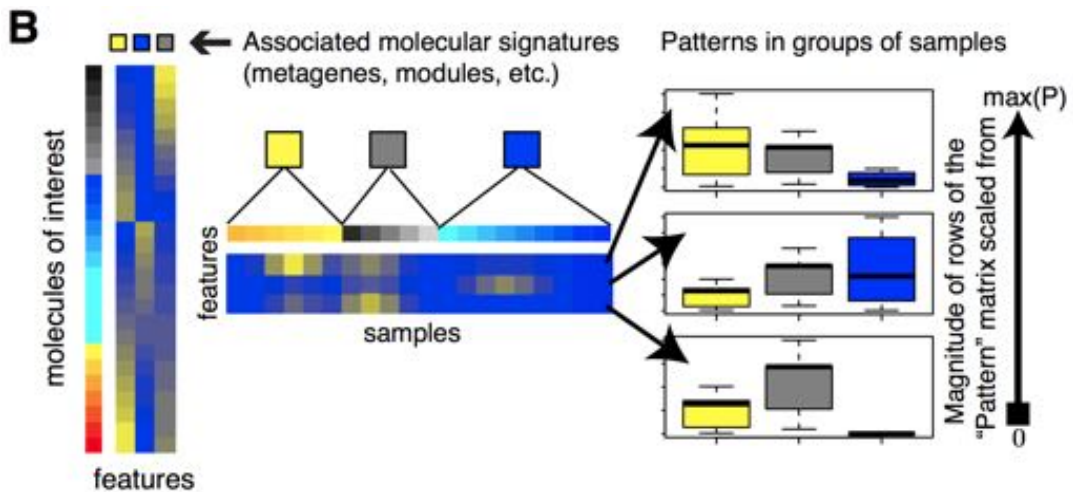 B
Associated molecular signatures
(metagenes, modules, etc.)
Patterns in groups of samples
max(P)
molecules of interest
features
features
samples
Magnitude of rows of the
"Pattern" matrix scaled from
0